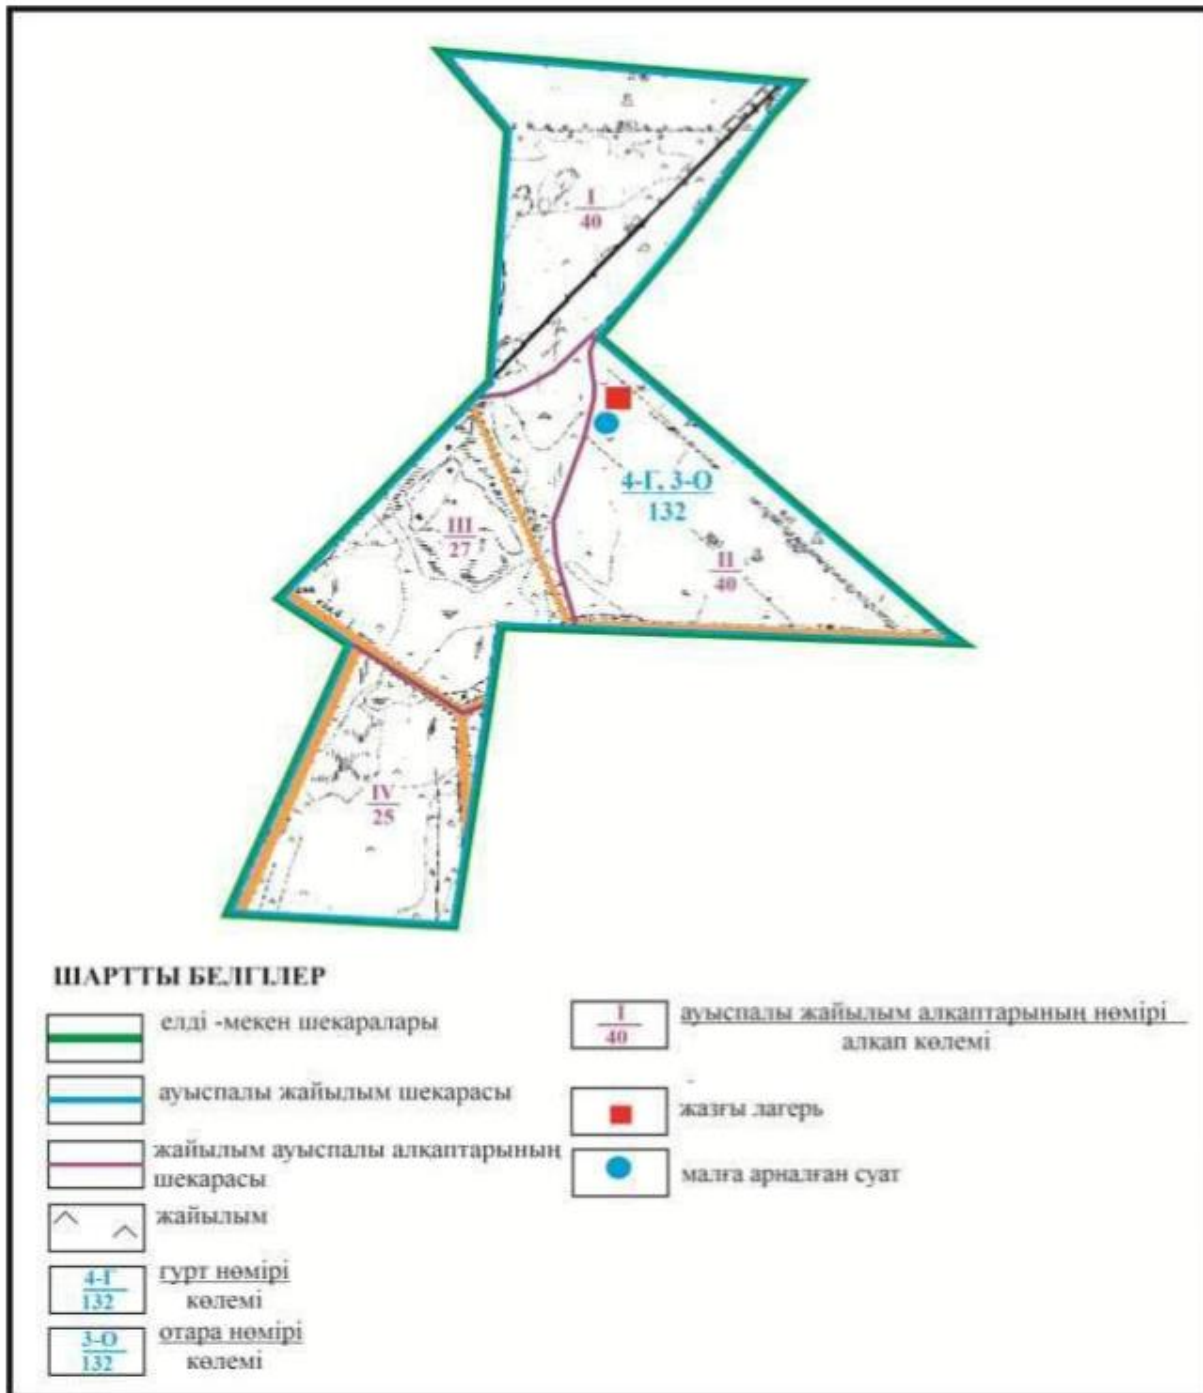 I
40
4-Г, 3-О
132
III
27
II
40
IV
25
ШАРТТЫ БЕЛГІЛЕР
елді -мекен шекаралары
ауыспалы жайылым шекарасы
жайылым ауыспалы алқаптарының
шекарасы
жайылым
4-Г
132
гурт нөмірі
көлемі
3-О
132
отара нөмірі
көлемі
I
40
ауыспалы жайылым алқаптарының нөмірі
алқап көлемі
жазғы лагерь
малға арналған суат